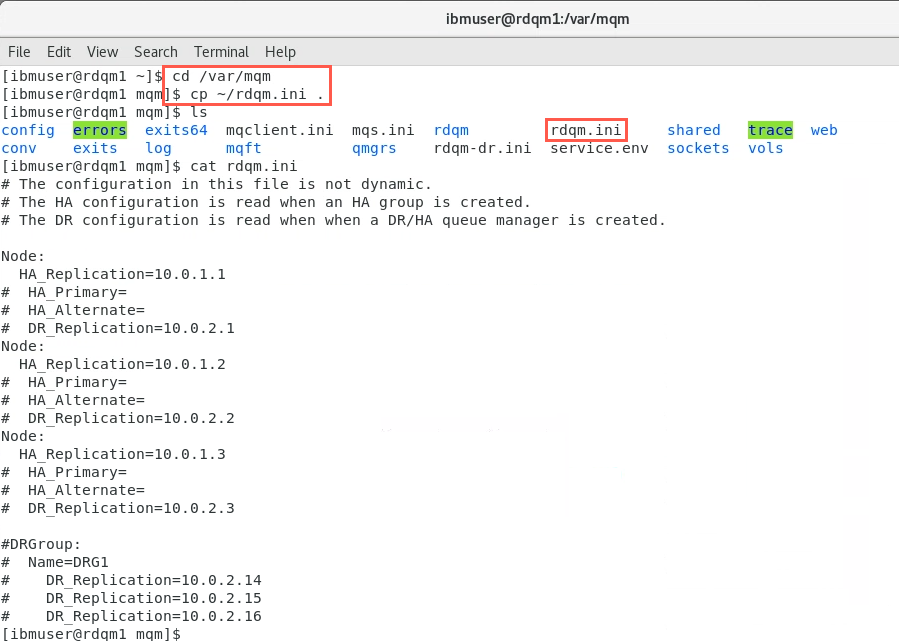 ibmuser@rdqm1:/var/mqm
File Edit View Search Terminal Help
[ibmuser@rdqm1 ~]$ cd /var/mqm
[ibmuser@rdqm1 mqm]$ cp ~/rdqm.ini .
[ibmuser@rdqm1 mqm]$ ls
config errors exits64 mqclient.ini mqs.ini rdqm rdqm.ini shared trace web
conv exits log mqft qmgrs rdqm-dr.ini service.env sockets vols
[ibmuser@rdqm1 mqm]$ cat rdqm.ini
# The configuration in this file is not dynamic.
# The HA configuration is read when an HA group is created.
# The DR configuration is read when when a DR/HA queue manager is created.
Node:
  HA_Replication=10.0.1.1
#  HA_Primary=
#  HA_Alternate=
#  DR_Replication=10.0.2.1
Node:
  HA_Replication=10.0.1.2
#  HA_Primary=
#  HA_Alternate=
#  DR_Replication=10.0.2.2
Node:
  HA_Replication=10.0.1.3
#  HA_Primary=
#  HA_Alternate=
#  DR_Replication=10.0.2.3
#DRGroup:
#  Name=DRG1
#    DR_Replication=10.0.2.14
#    DR_Replication=10.0.2.15
#    DR_Replication=10.0.2.16
[ibmuser@rdqm1 mqm]$